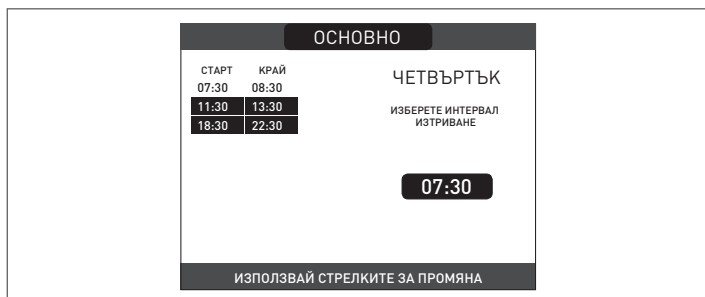 ОСНОВНО
СТАРТ КРАЙ
07:30 08:30
11:30 13:30
18:30 22:30
ЧЕТВЪРТЪК
ИЗБЕРЕТЕ ИНТЕРВАЛ
ИЗТРИВАНЕ
07:30
ИЗПОЛЗВАЙ СТРЕЛКИТЕ ЗА ПРОМЯНА